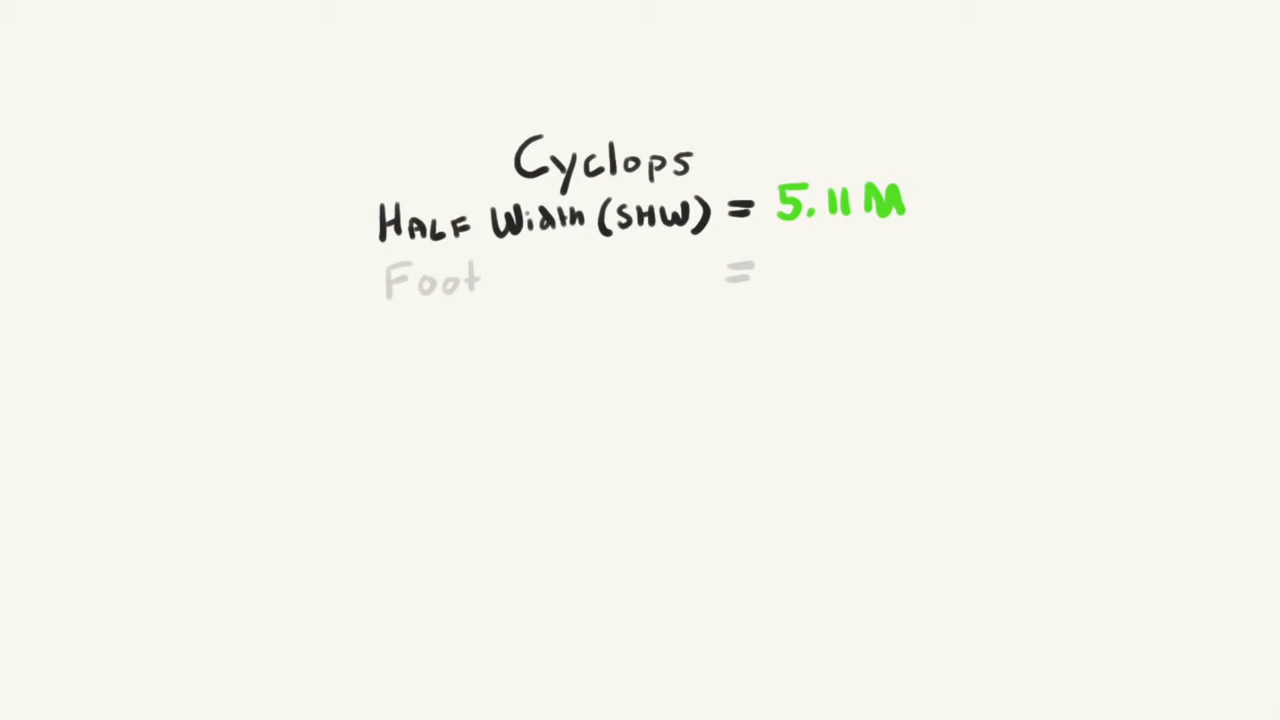 Cyclops
HALF Width (SHW) = 5.11 M
Foot =